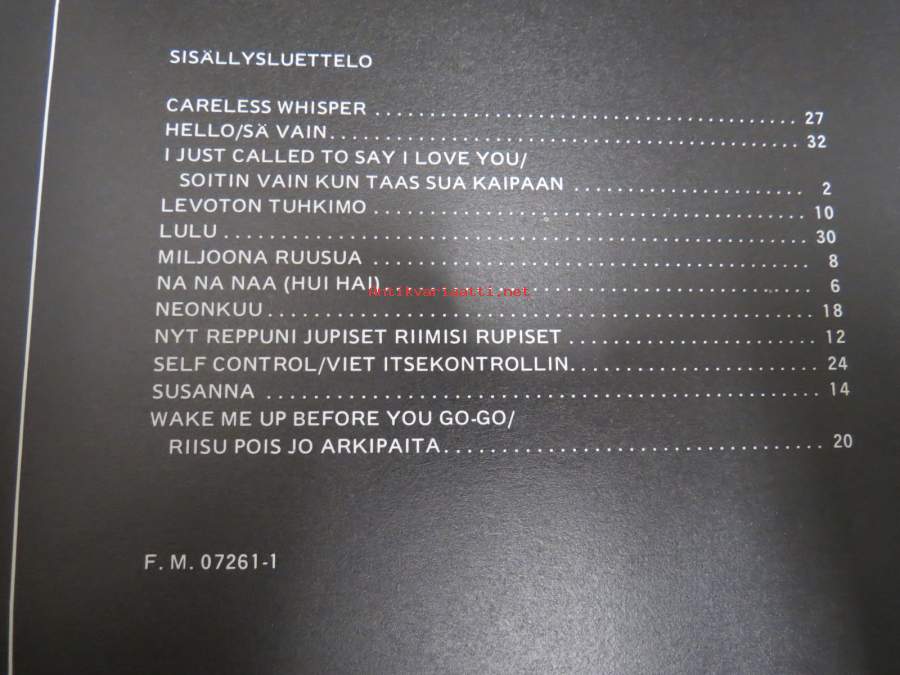 SISÄLLYSLUETTELO
CARELESS WHISPER ........................................ 27
HELLO/SÄ VAIN............................................. 32
I JUST CALLED TO SAY I LOVE YOU/
SOITIN VAIN KUN TAAS SUA KAIPAAN ...................... 2
LEVOTON TUHKIMO ......................................... 10
LULU ....................................................... 30
MILJOONA RUUSUA ......................................... 8
NA NA NAA (HUI HAI)........................................ 6
antikvariaatti.net
NEONKUU.................................................... 18
NYT REPPUNI JUPISET RIIMISI RUPISET ........................ 12
SELF CONTROL/VIET ITSEKONTROLLIN......................... 24
SUSANNA .................................................... 14
WAKE ME UP BEFORE YOU GO-GO/
RIISU POIS JO ARKIPAITA..................................... 20
F. M. 07261-1